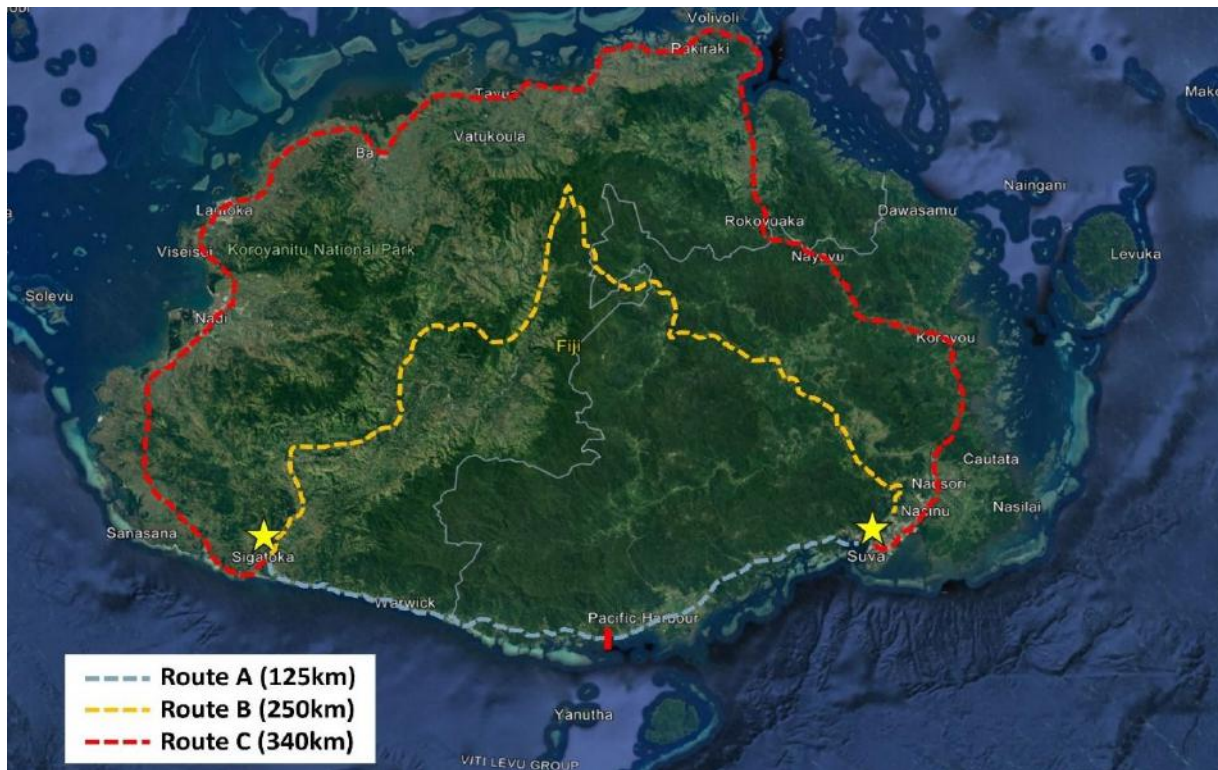 Volivoli
Pakiraki
Tavua
Vatukoula
Ba
Naingani
Lautoka
Rokovuaka
Dawasamu
Viseisei
Koroyanitu National Park
Nayavu
Levuka
Solevu
Nadi
Fiji
Korovou
Cautata
Nausori
Nasinu
Nasilai
Sanasana
Sigatoka
Suva
Warwick
Pacific Harbour
Route A (125km)
Route B (250km)
Route C (340km)
Yanutha
VITI LEVU GROUP